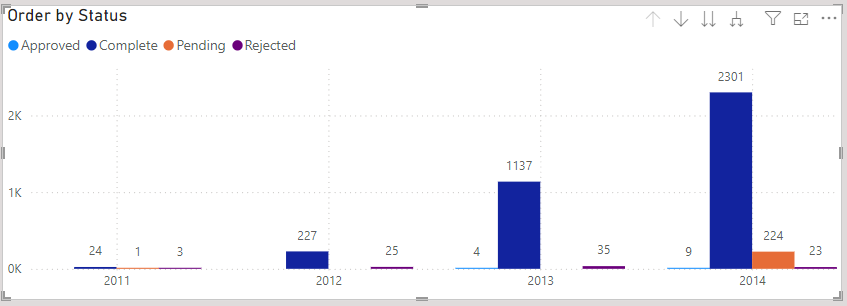 Order by Status
Approved Complete Pending Rejected
2301
2K
1137
1K
227
224
24 1 3 25 4 35 9 23
0K
2011 2012 2013 2014